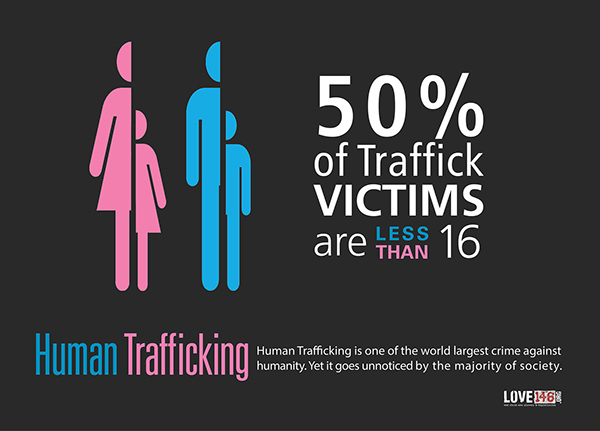 50%
of Traffick
VICTIMS
are LESS THAN 16
Human Trafficking
Human Trafficking is one of the world largest crime against
humanity. Yet it goes unnoticed by the majority of society.
LOVE146